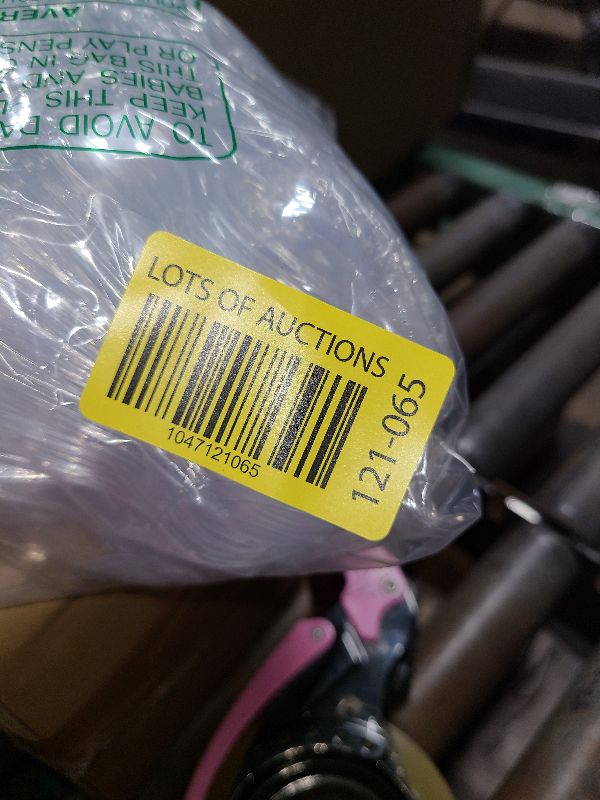 TO AVOID
KEEP THIS
BABIES AND
THIS BAG IN
OR PLAY PENS
LOTS OF AUCTIONS
1047121065
121-065